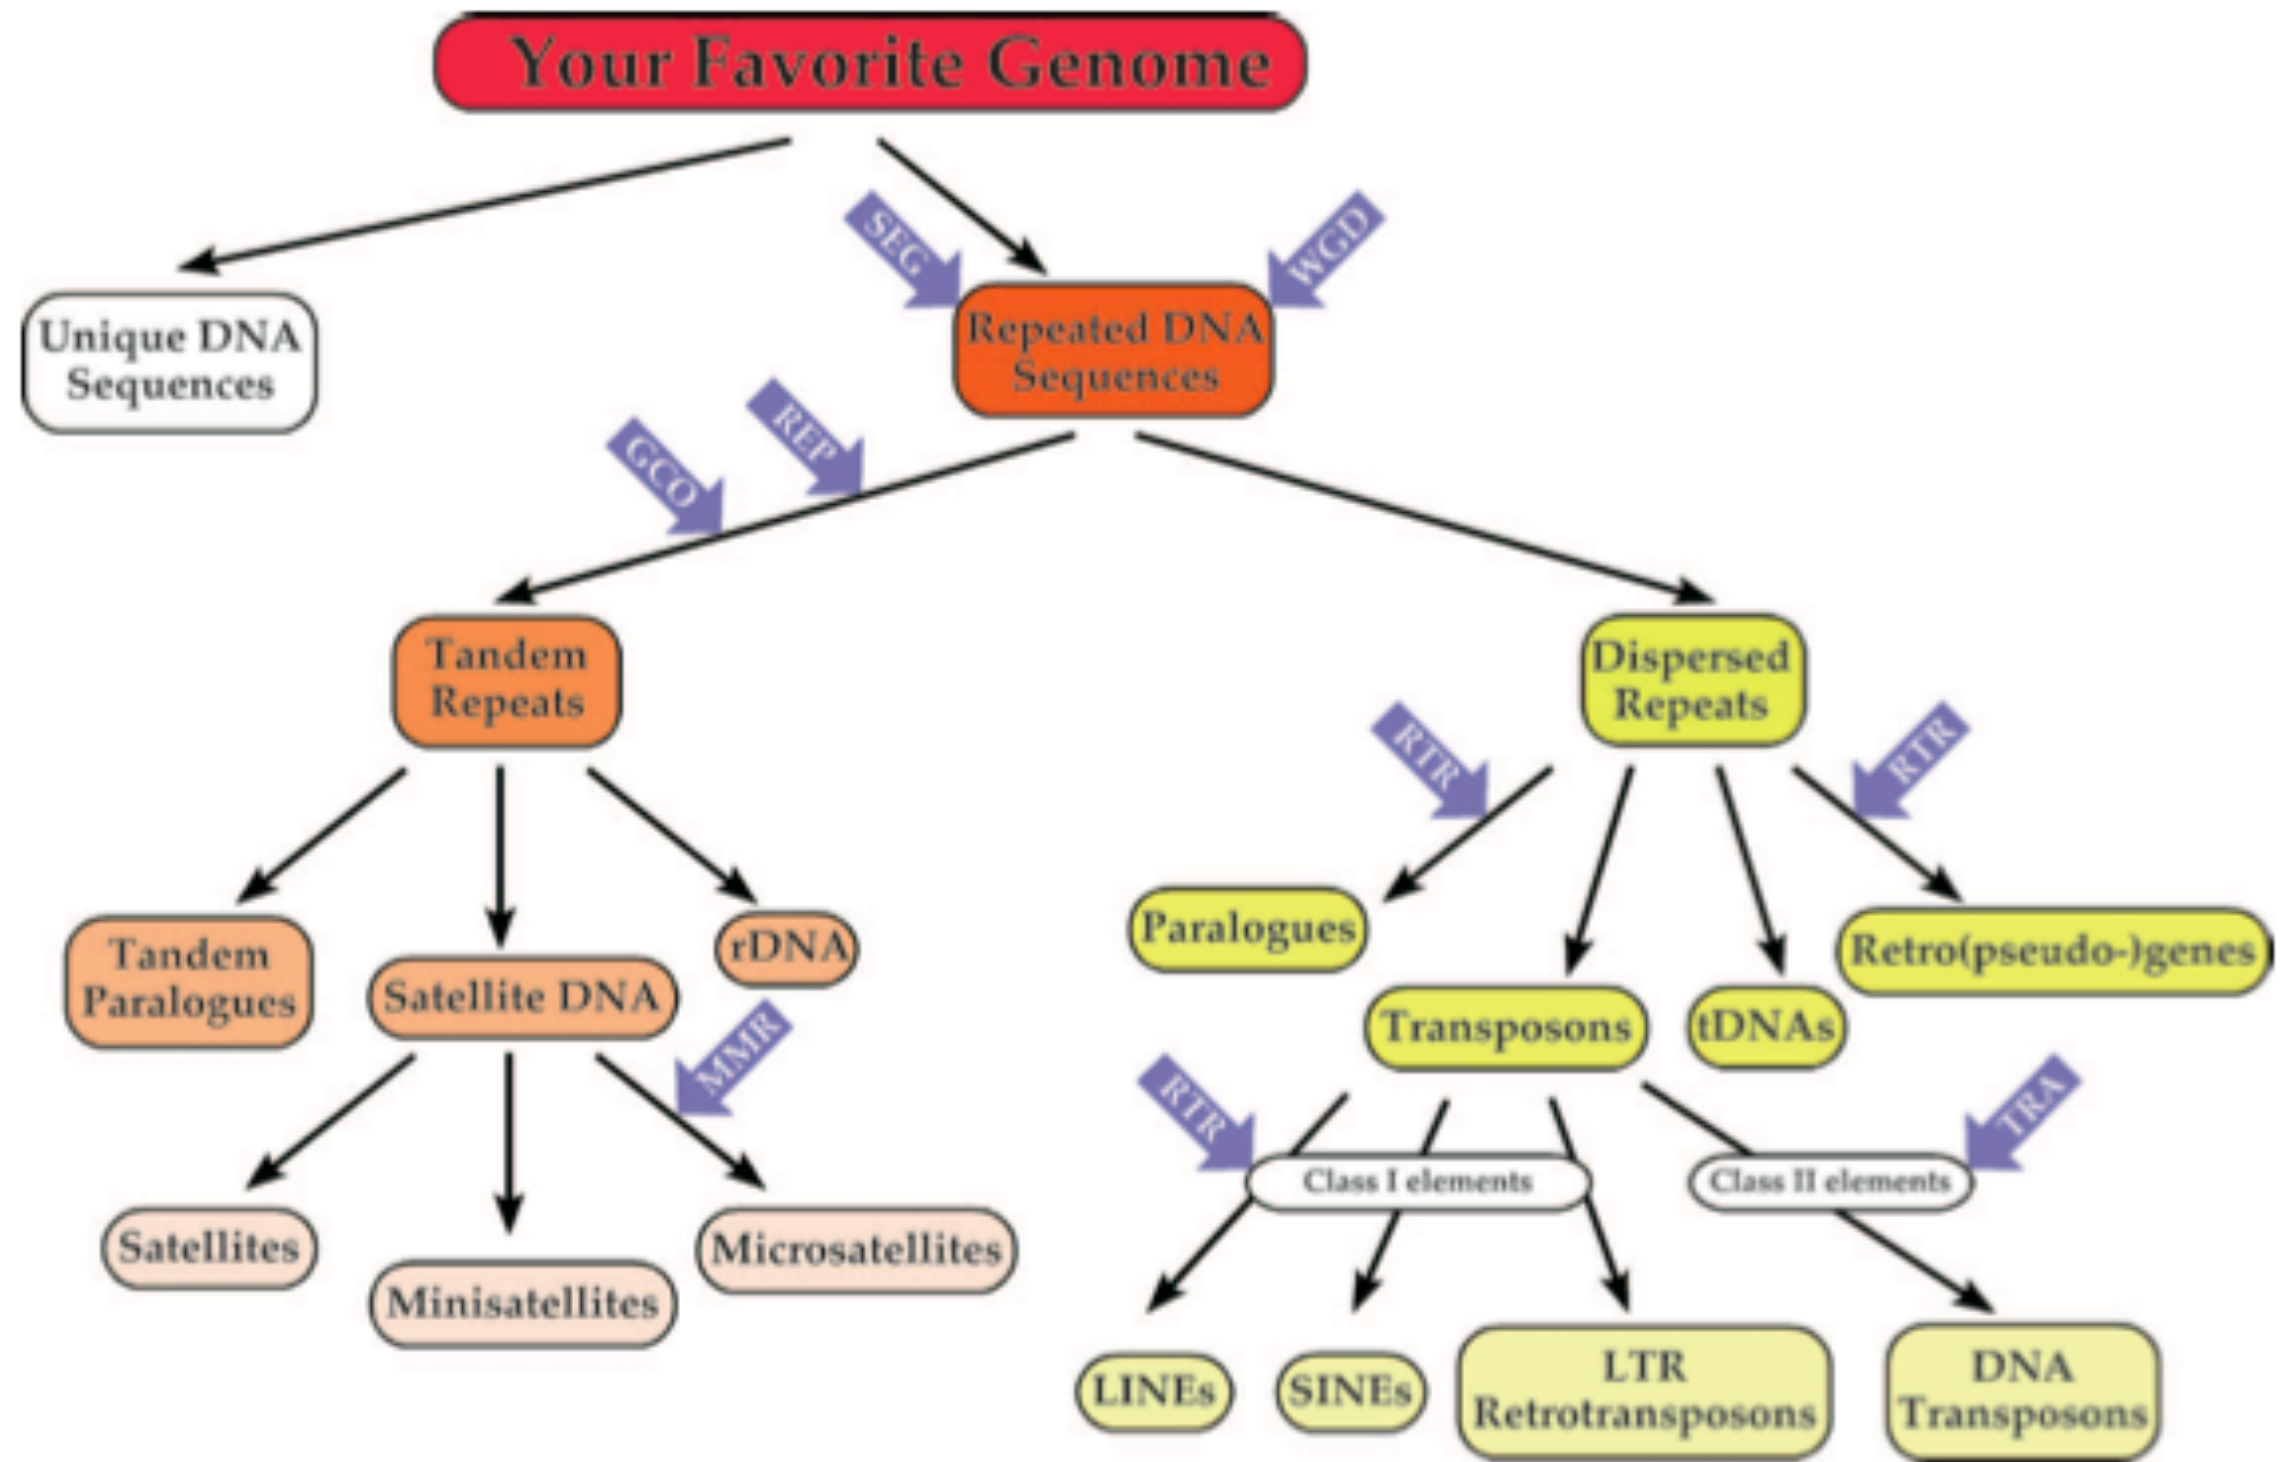 Your Favorite Genome
SEG
WGD
Unique DNA
Sequences
Repeated DNA
Sequences
GCO
REP
Tandem
Repeats
Dispersed
Repeats
RTR
RTR
Tandem
Paralogues
Satellite DNA
rDNA
Paralogues
Transposons
tDNAs
Retro(pseudo-)genes
MMR
RTR
TRA
Class I elements
Class II elements
Satellites
Minisatellites
Microsatellites
LINEs
SINEs
LTR
Retrotransposons
DNA
Transposons